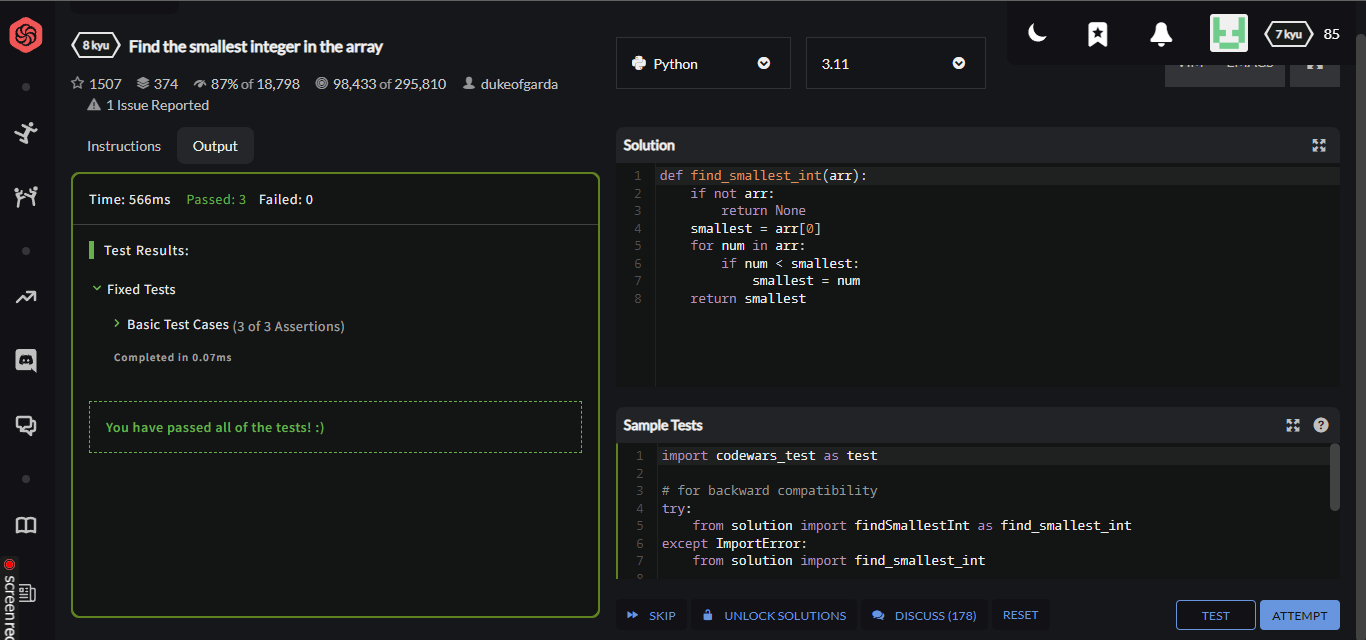 8 kyu Find the smallest integer in the array
1507 374 87% of 18,798 98,433 of 295,810 dukeofgarda
1 Issue Reported
Instructions Output
Time: 566ms Passed: 3 Failed: 0
Test Results:
Fixed Tests
Basic Test Cases (3 of 3 Assertions)
Completed in 0.07ms
You have passed all of the tests! :)
Python 3.11
7 kyu 85
VIM EMACS
Solution
1 def find_smallest_int(arr):
2 if not arr:
3 return None
4 smallest = arr[0]
5 for num in arr:
6 if num < smallest:
7 smallest = num
8 return smallest
Sample Tests
1 import codewars_test as test
2
3 # for backward compatibility
4 try:
5 from solution import findSmallestInt as find_smallest_int
6 except ImportError:
7 from solution import find_smallest_int
8
SKIP UNLOCK SOLUTIONS DISCUSS (178) RESET TEST ATTEMPT
screen rec